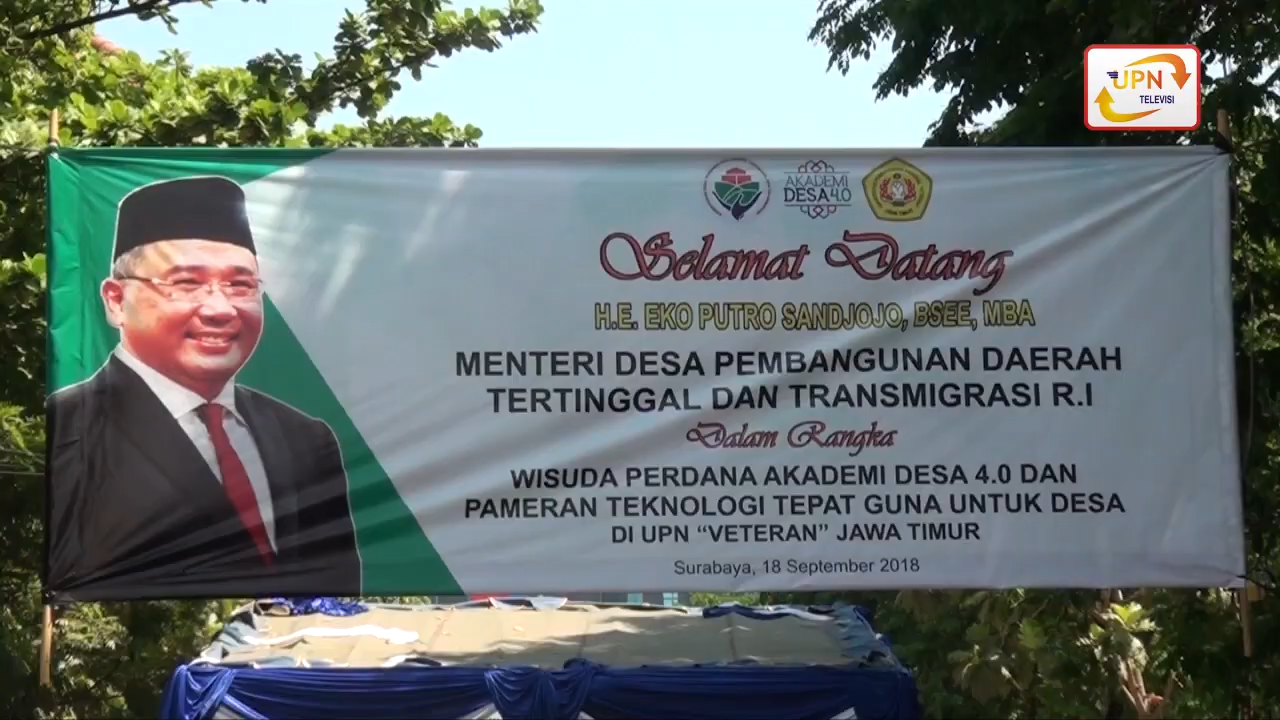 UPN
TELEVISI
AKADEMI
DESA 4.0
JAWA TIMUR
Selamat Datang
H.E. EKO PUTRO SANDJOJO, BSEE, MBA
MENTERI DESA PEMBANGUNAN DAERAH
TERTINGGAL DAN TRANSMIGRASI R.I
Dalam Rangka
WISUDA PERDANA AKADEMI DESA 4.0 DAN
PAMERAN TEKNOLOGI TEPAT GUNA UNTUK DESA
DI UPN “VETERAN” JAWA TIMUR
Surabaya, 18 September 2018